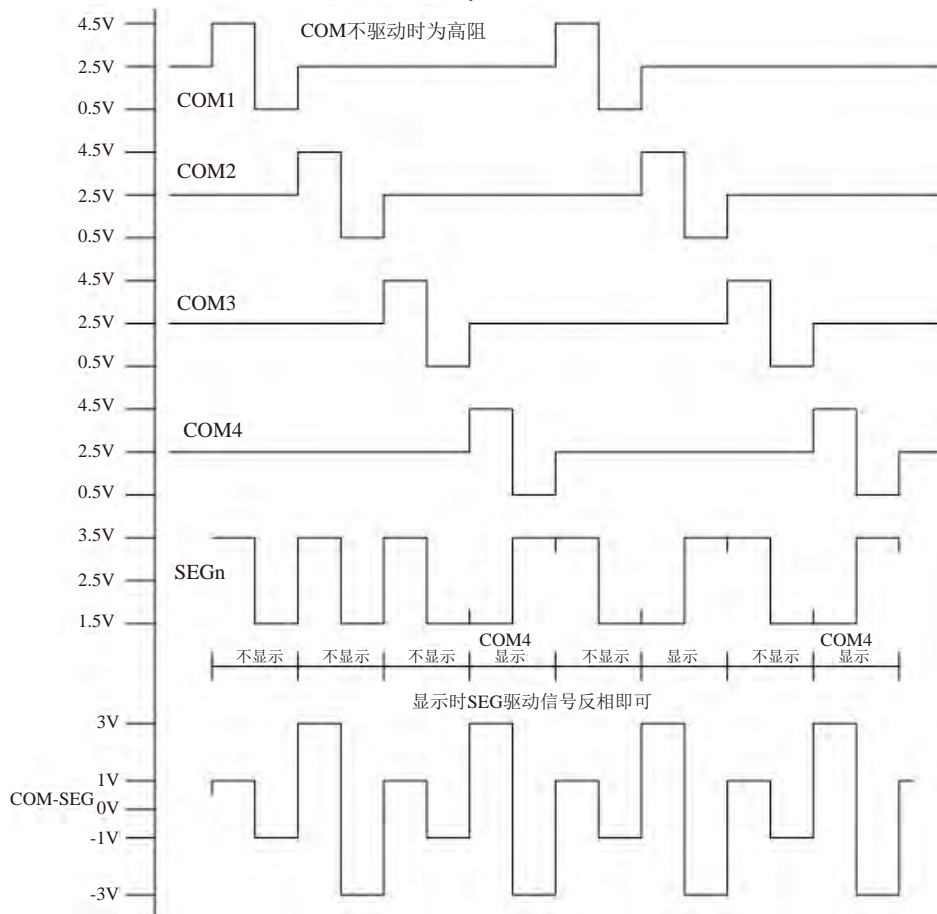 4.5V
COM不驱动时为高阻
2.5V
COM1
0.5V
4.5V
COM2
2.5V
0.5V
4.5V
COM3
2.5V
0.5V
4.5V
COM4
2.5V
0.5V
3.5V
SEGn
2.5V
1.5V
COM4 COM4
不显示 不显示 不显示 显示 不显示 显示 不显示 显示
显示时SEG驱动信号反相即可
3V
1V
COM-SEG 0V
-1V
-3V